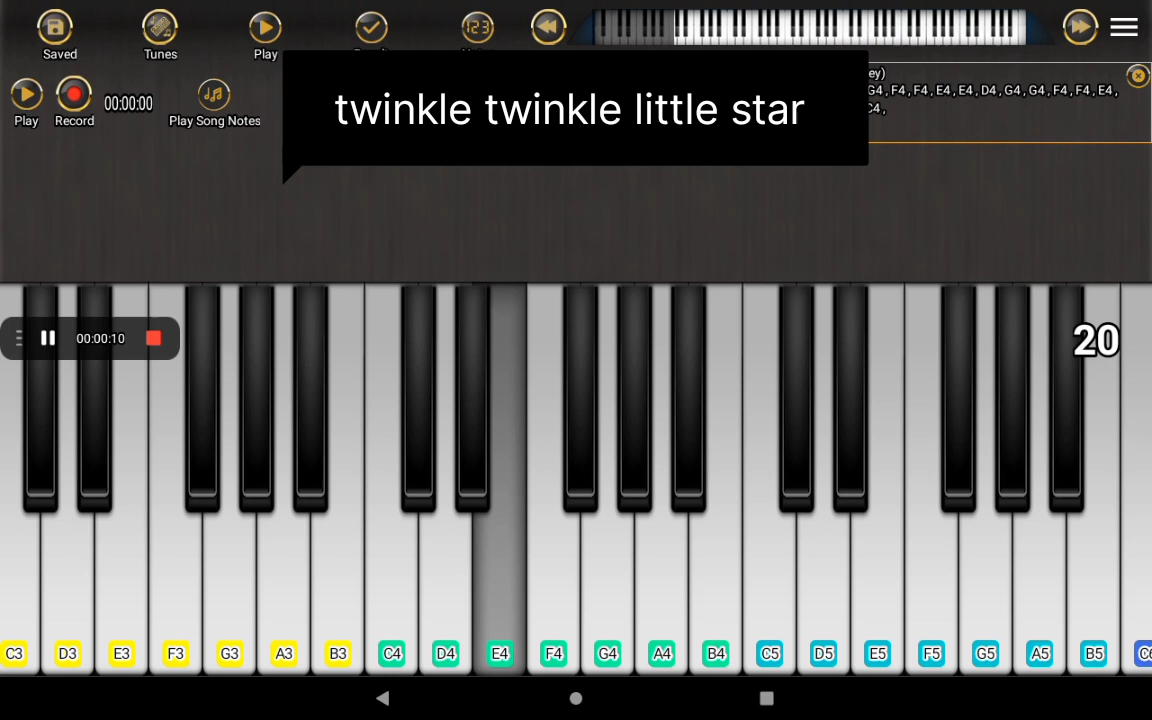 Saved
Tunes
Play
123
twinkle twinkle little star
ey)
G4, F4, F4, E4, E4, D4, G4, G4, F4, F4, E4,
C4,
Play
Record
00:00:00
Play Song Notes
00:00:10
20
C3 D3 E3 F3 G3 A3 B3 C4 D4 E4 F4 G4 A4 B4 C5 D5 E5 F5 G5 A5 B5 C6